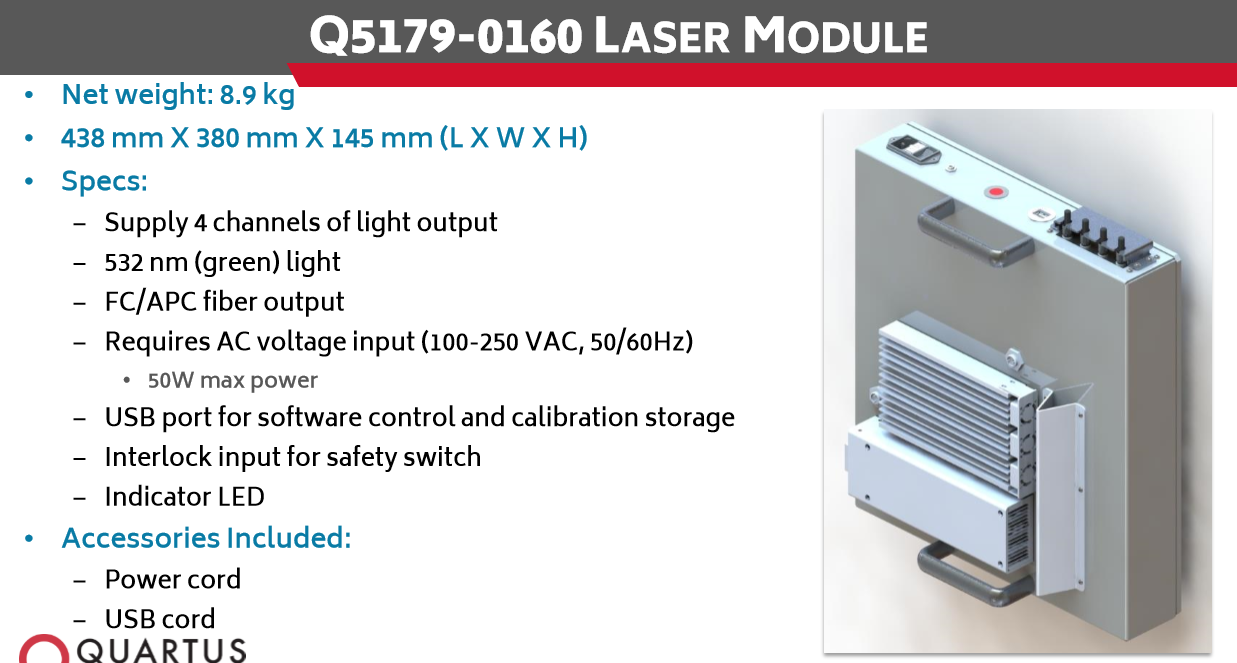 Q5179-0160 LASER MODULE
• Net weight: 8.9 kg
• 438 mm X 380 mm X 145 mm (L X W X H)
• Specs:
– Supply 4 channels of light output
– 532 nm (green) light
– FC/APC fiber output
– Requires AC voltage input (100-250 VAC, 50/60Hz)
• 50W max power
– USB port for software control and calibration storage
– Interlock input for safety switch
– Indicator LED
• Accessories Included:
– Power cord
– USB cord
QUARTUS